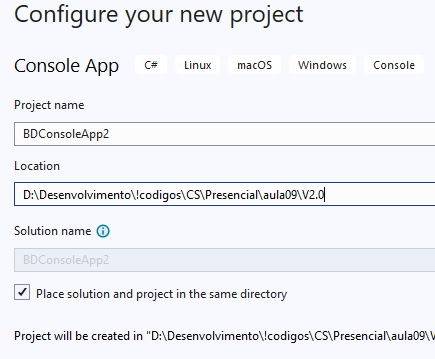 Configure your new project
Console App C# Linux macOS Windows Console
Project name
BDConsoleApp2
Location
D:\Desenvolvimento\!codigos\CS\Presencial\aula09\V2.0
Solution name
BDConsoleApp2
Place solution and project in the same directory
Project will be created in "D:\Desenvolvimento\!codigos\CS\Presencial\aula09\V